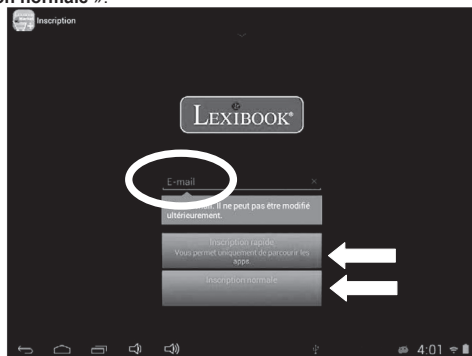 on normale ».
Inscription
LEXIBOOK®
E-mail
il ne peut pas être modifié
ultérieurement.
Inscription rapide
Vous permet uniquement de parcourir les
apps
Inscription normale
4:01